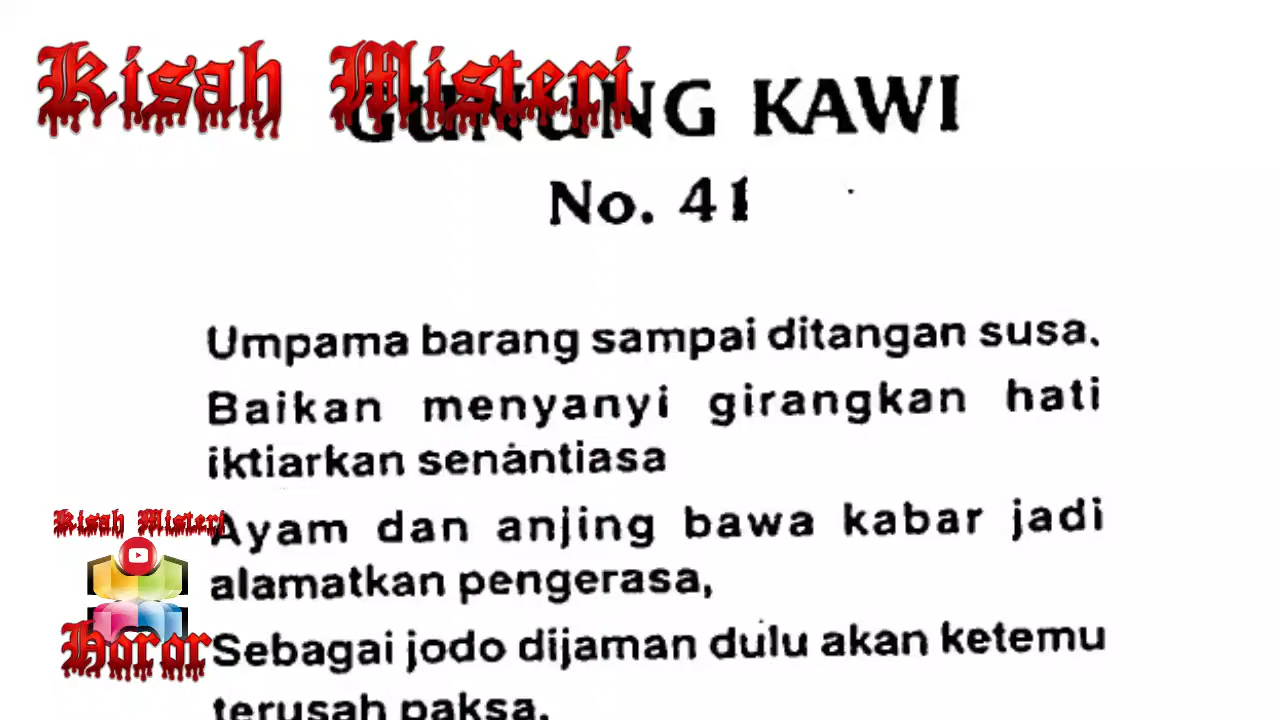 Kisah Misteri
GUNUNG KAWI
No. 41
Umpama barang sampai ditangan susa.
Baikan menyanyi girangkan hati
iktiarkan senantiasa
Ayam dan anjing bawa kabar jadi
alamatkan pengerasa,
Sebagai jodo dijaman dulu akan ketemu
terusah paksa.
Kisah Misteri
Horor